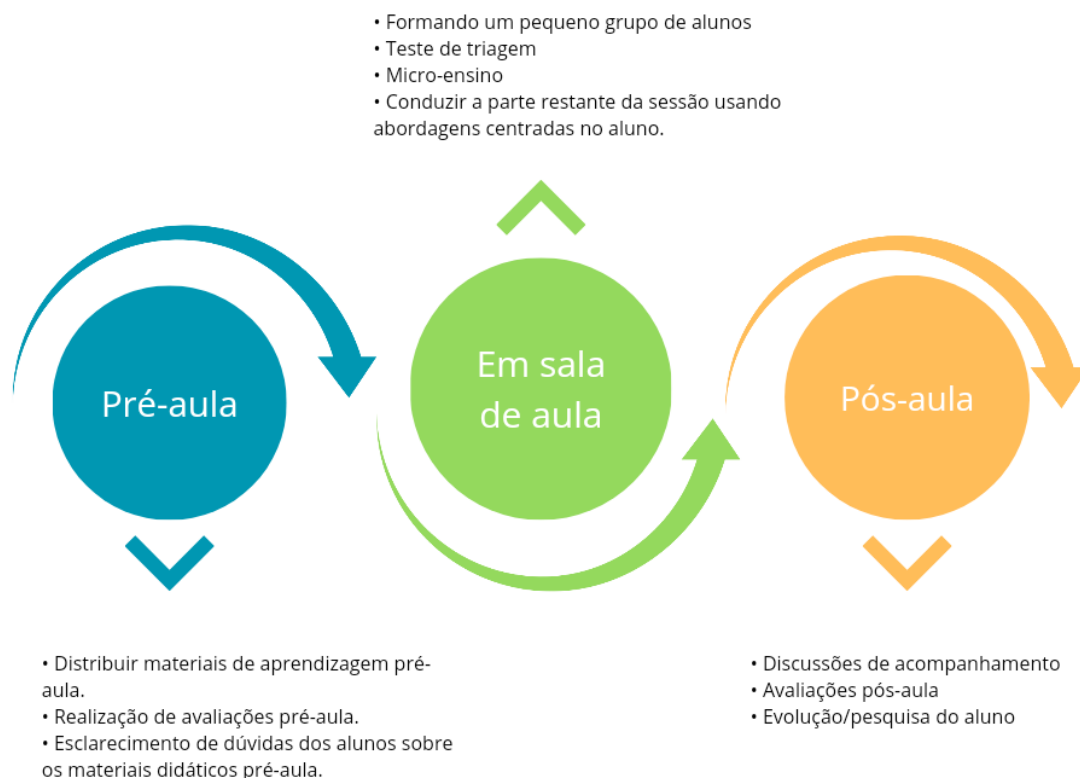 • Formando um pequeno grupo de alunos
• Teste de triagem
• Micro-ensino
• Conduzir a parte restante da sessão usando
abordagens centradas no aluno.
Pré-aula
Em sala
de aula
Pós-aula
• Distribuir materiais de aprendizagem pré-
aula.
• Realização de avaliações pré-aula.
• Esclarecimento de dúvidas dos alunos sobre
os materiais didáticos pré-aula.
• Discussões de acompanhamento
• Avaliações pós-aula
• Evolução/pesquisa do aluno